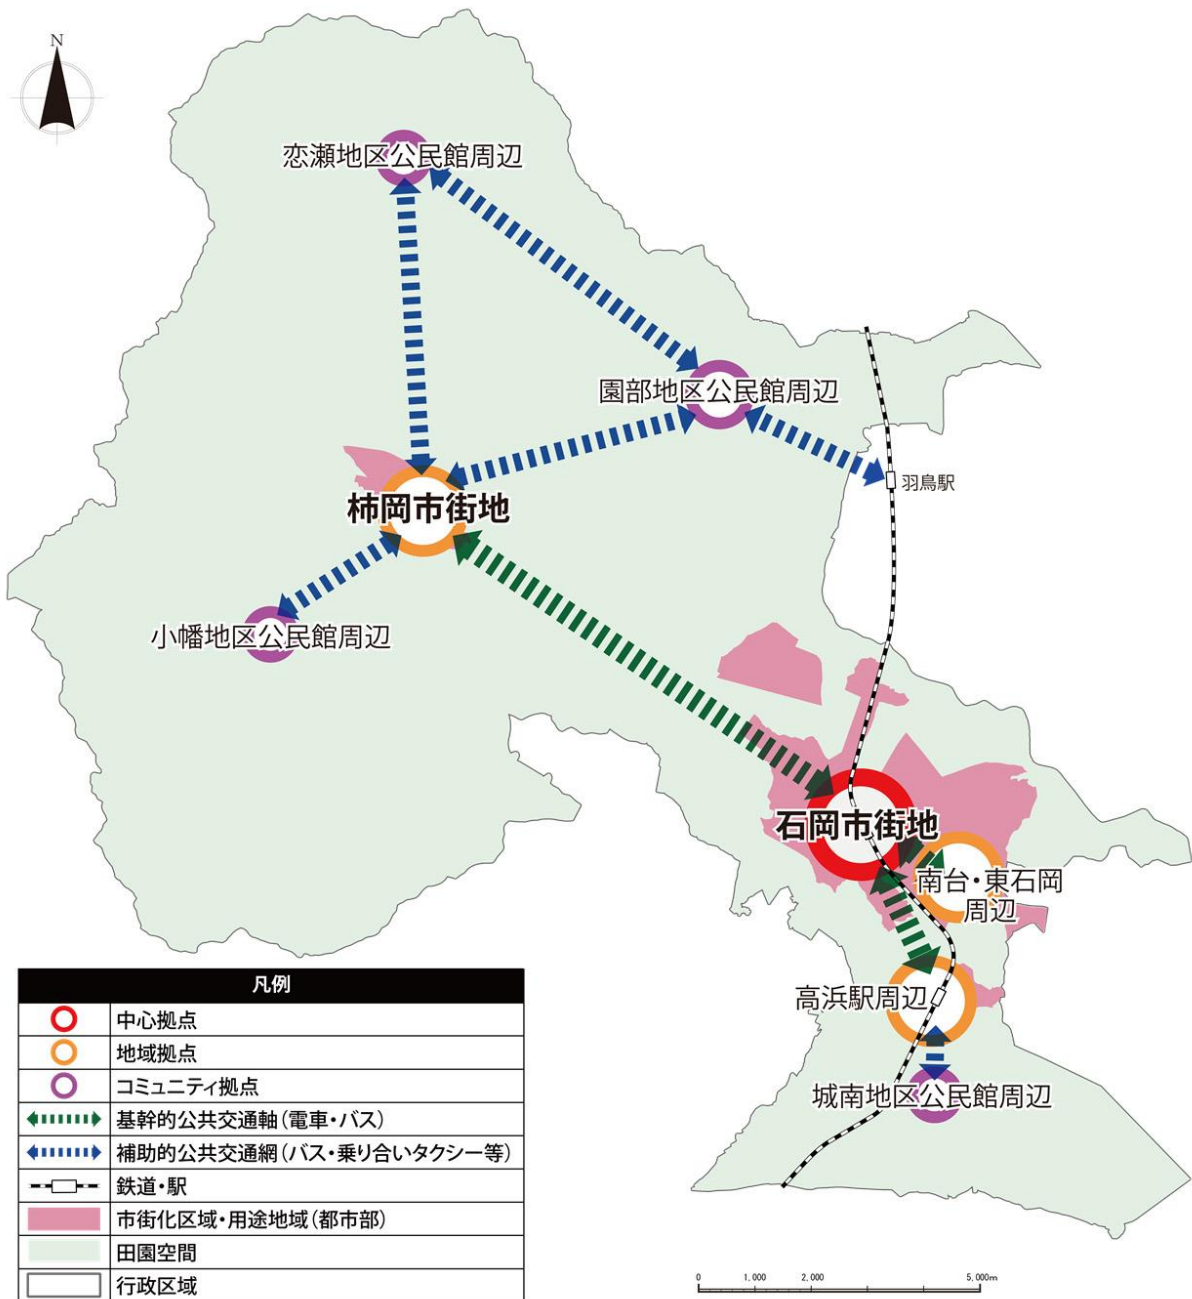 N
恋瀬地区公民館周辺
園部地区公民館周辺
羽鳥駅
柿岡市街地
小幡地区公民館周辺
石岡市街地
南台・東石岡
周辺
高浜駅周辺
城南地区公民館周辺
凡例
中心拠点
地域拠点
コミュニティ拠点
基幹的公共交通軸(電車・バス)
補助的公共交通網(バス・乗り合いタクシー等)
鉄道・駅
市街化区域・用途地域(都市部)
田園空間
行政区域
0 1,000 2,000 5,000m